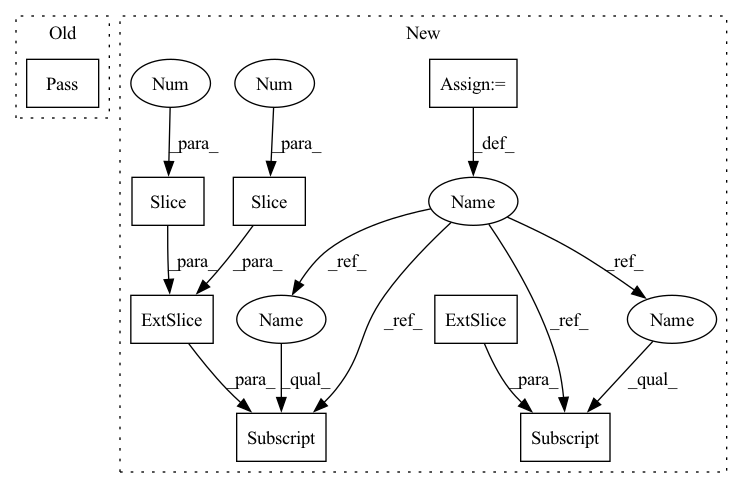 Old
New
Pass
Num
Num
Assign:=
_para_
_para_
_def_
Slice
Slice
Name
_para_
_para_
_ref_
_ref_
_ref_
_ref_
ExtSlice
Name
ExtSlice
Name
_para_
_qual_
_para_
_qual_
Subscript
Subscript